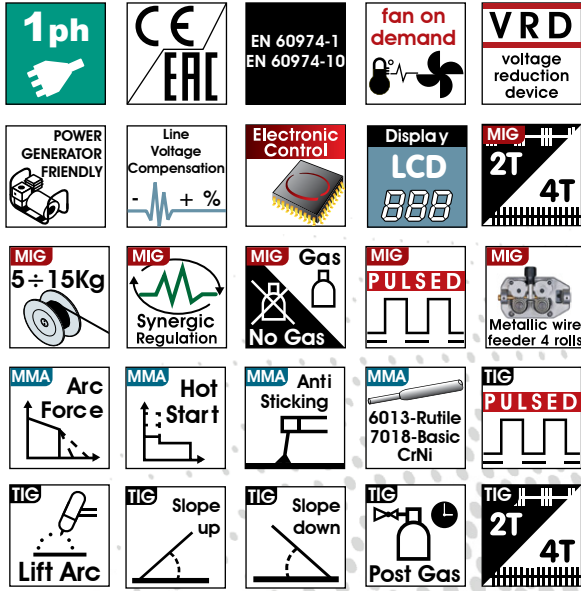 1ph
CE
EAC
EN 60974-1
EN 60974-10
fan on
demand
VRD
voltage
reduction
device
POWER
GENERATOR
FRIENDLY
Line
Voltage
Compensation
- + %
Electronic
Control
Display
LCD
888
MIG
2T
4T
MIG
5÷15Kg
MIG
Synergic
Regulation
MIG
Gas
No Gas
MIG
PULSED
MIG
Metallic wire
feeder 4 rolls
MMA
Arc
Force
MMA
Hot
Start
MMA
Anti
Sticking
MMA
6013-Rutile
7018-Basic
CrNi
TIG
PULSED
TIG
Lift Arc
TIG
Slope
up
TIG
Slope
down
TIG
Post Gas
TIG
2T
4T